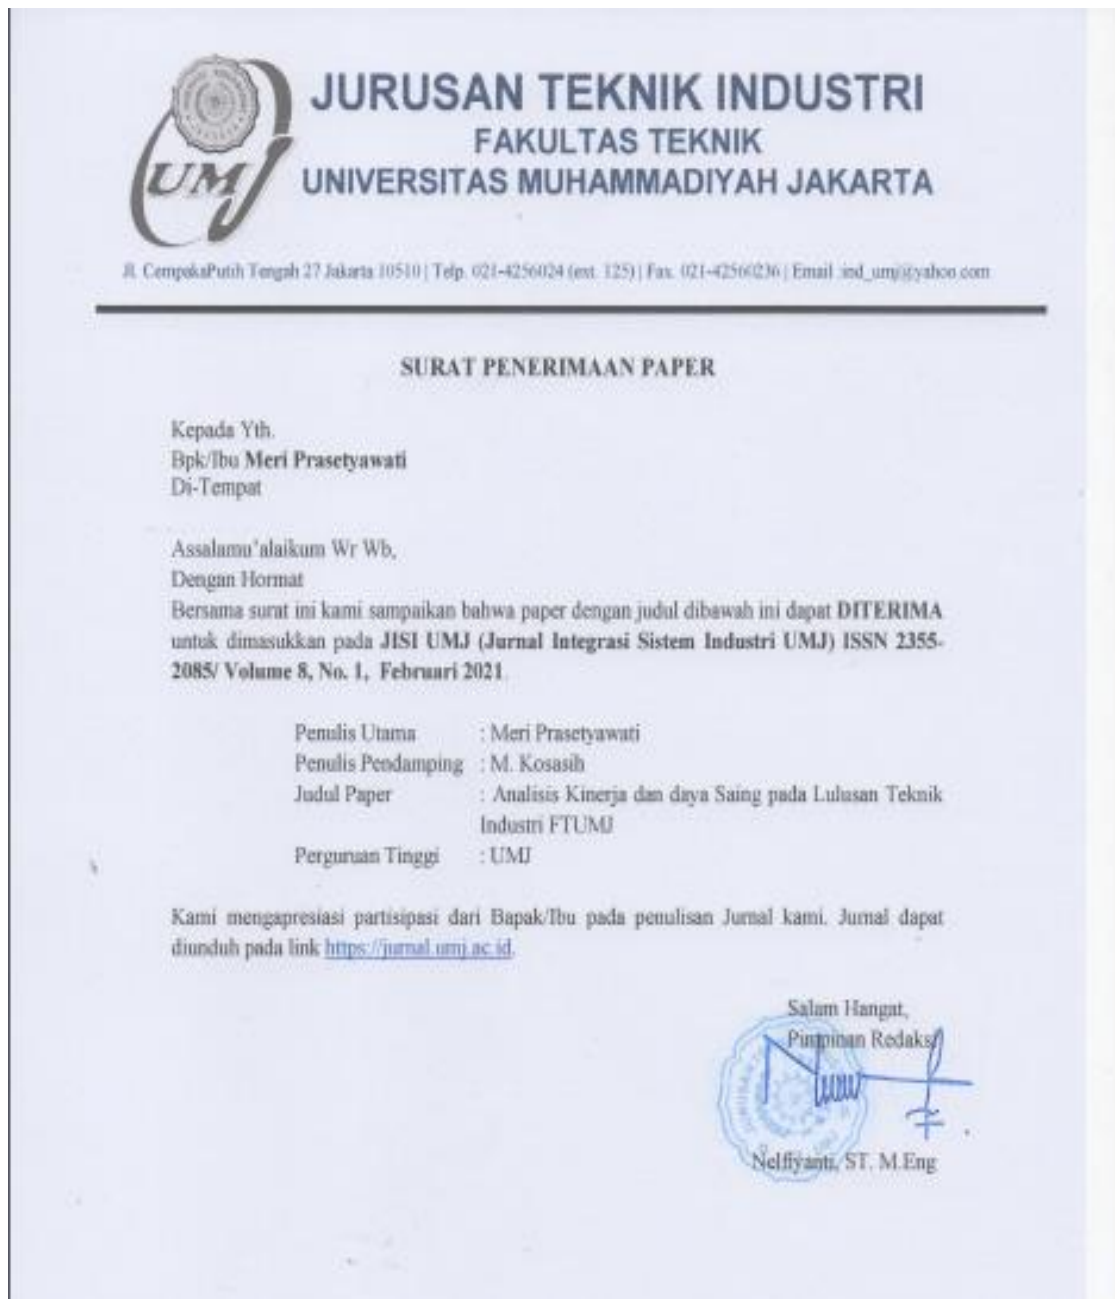 UMJ
JURUSAN TEKNIK INDUSTRI
FAKULTAS TEKNIK
UNIVERSITAS MUHAMMADIYAH JAKARTA
Jl. CempakaPutih Tengah 27 Jakarta 10510 | Telp. 021-4256024 (ext. 125) | Fax. 021-42560236 | Email :ind_umj@yahoo.com
SURAT PENERIMAAN PAPER
Kepada Yth.
Bpk/Ibu Meri Prasetyawati
Di-Tempat
Assalamu'alaikum Wr Wb,
Dengan Hormat
Bersama surat ini kami sampaikan bahwa paper dengan judul dibawah ini dapat DITERIMA
untuk dimasukkan pada JISI UMJ (Jurnal Integrasi Sistem Industri UMJ) ISSN 2355-
2085/ Volume 8, No. 1, Februari 2021.
Penulis Utama : Meri Prasetyawati
Penulis Pendamping : M. Kosasih
Judul Paper : Analisis Kinerja dan daya Saing pada Lulusan Teknik
Industri FTUMJ
Perguruan Tinggi : UMJ
Kami mengapresiasi partisipasi dari Bapak/Ibu pada penulisan Jurnal kami. Jurnal dapat
diunduh pada link https://jurnal.umj.ac.id.
Salam Hangat,
Pimpinan Redaksi
Nelfiyanti, ST. M.Eng